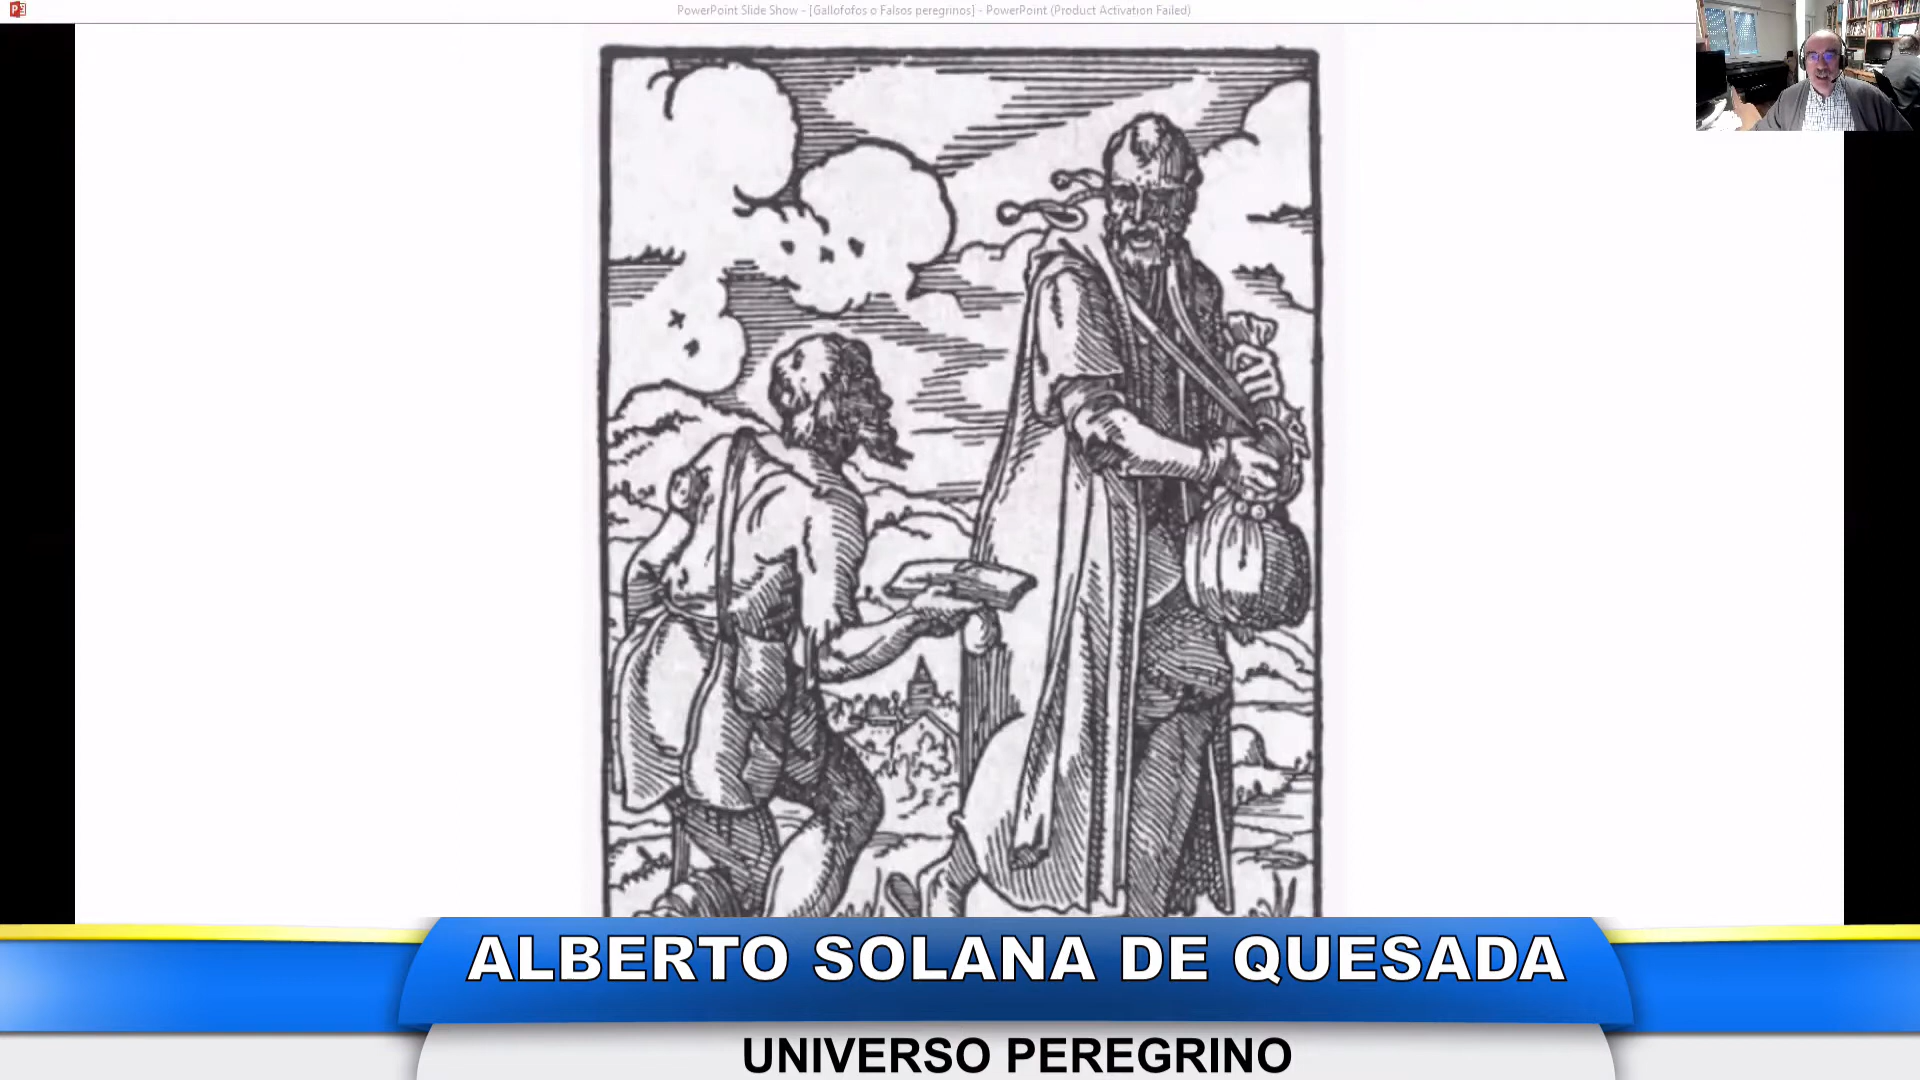 PowerPoint Slide Show - [Gallofofos o Falsos peregrinos] - PowerPoint (Product Activation Failed)
ALBERTO SOLANA DE QUESADA
UNIVERSO PEREGRINO